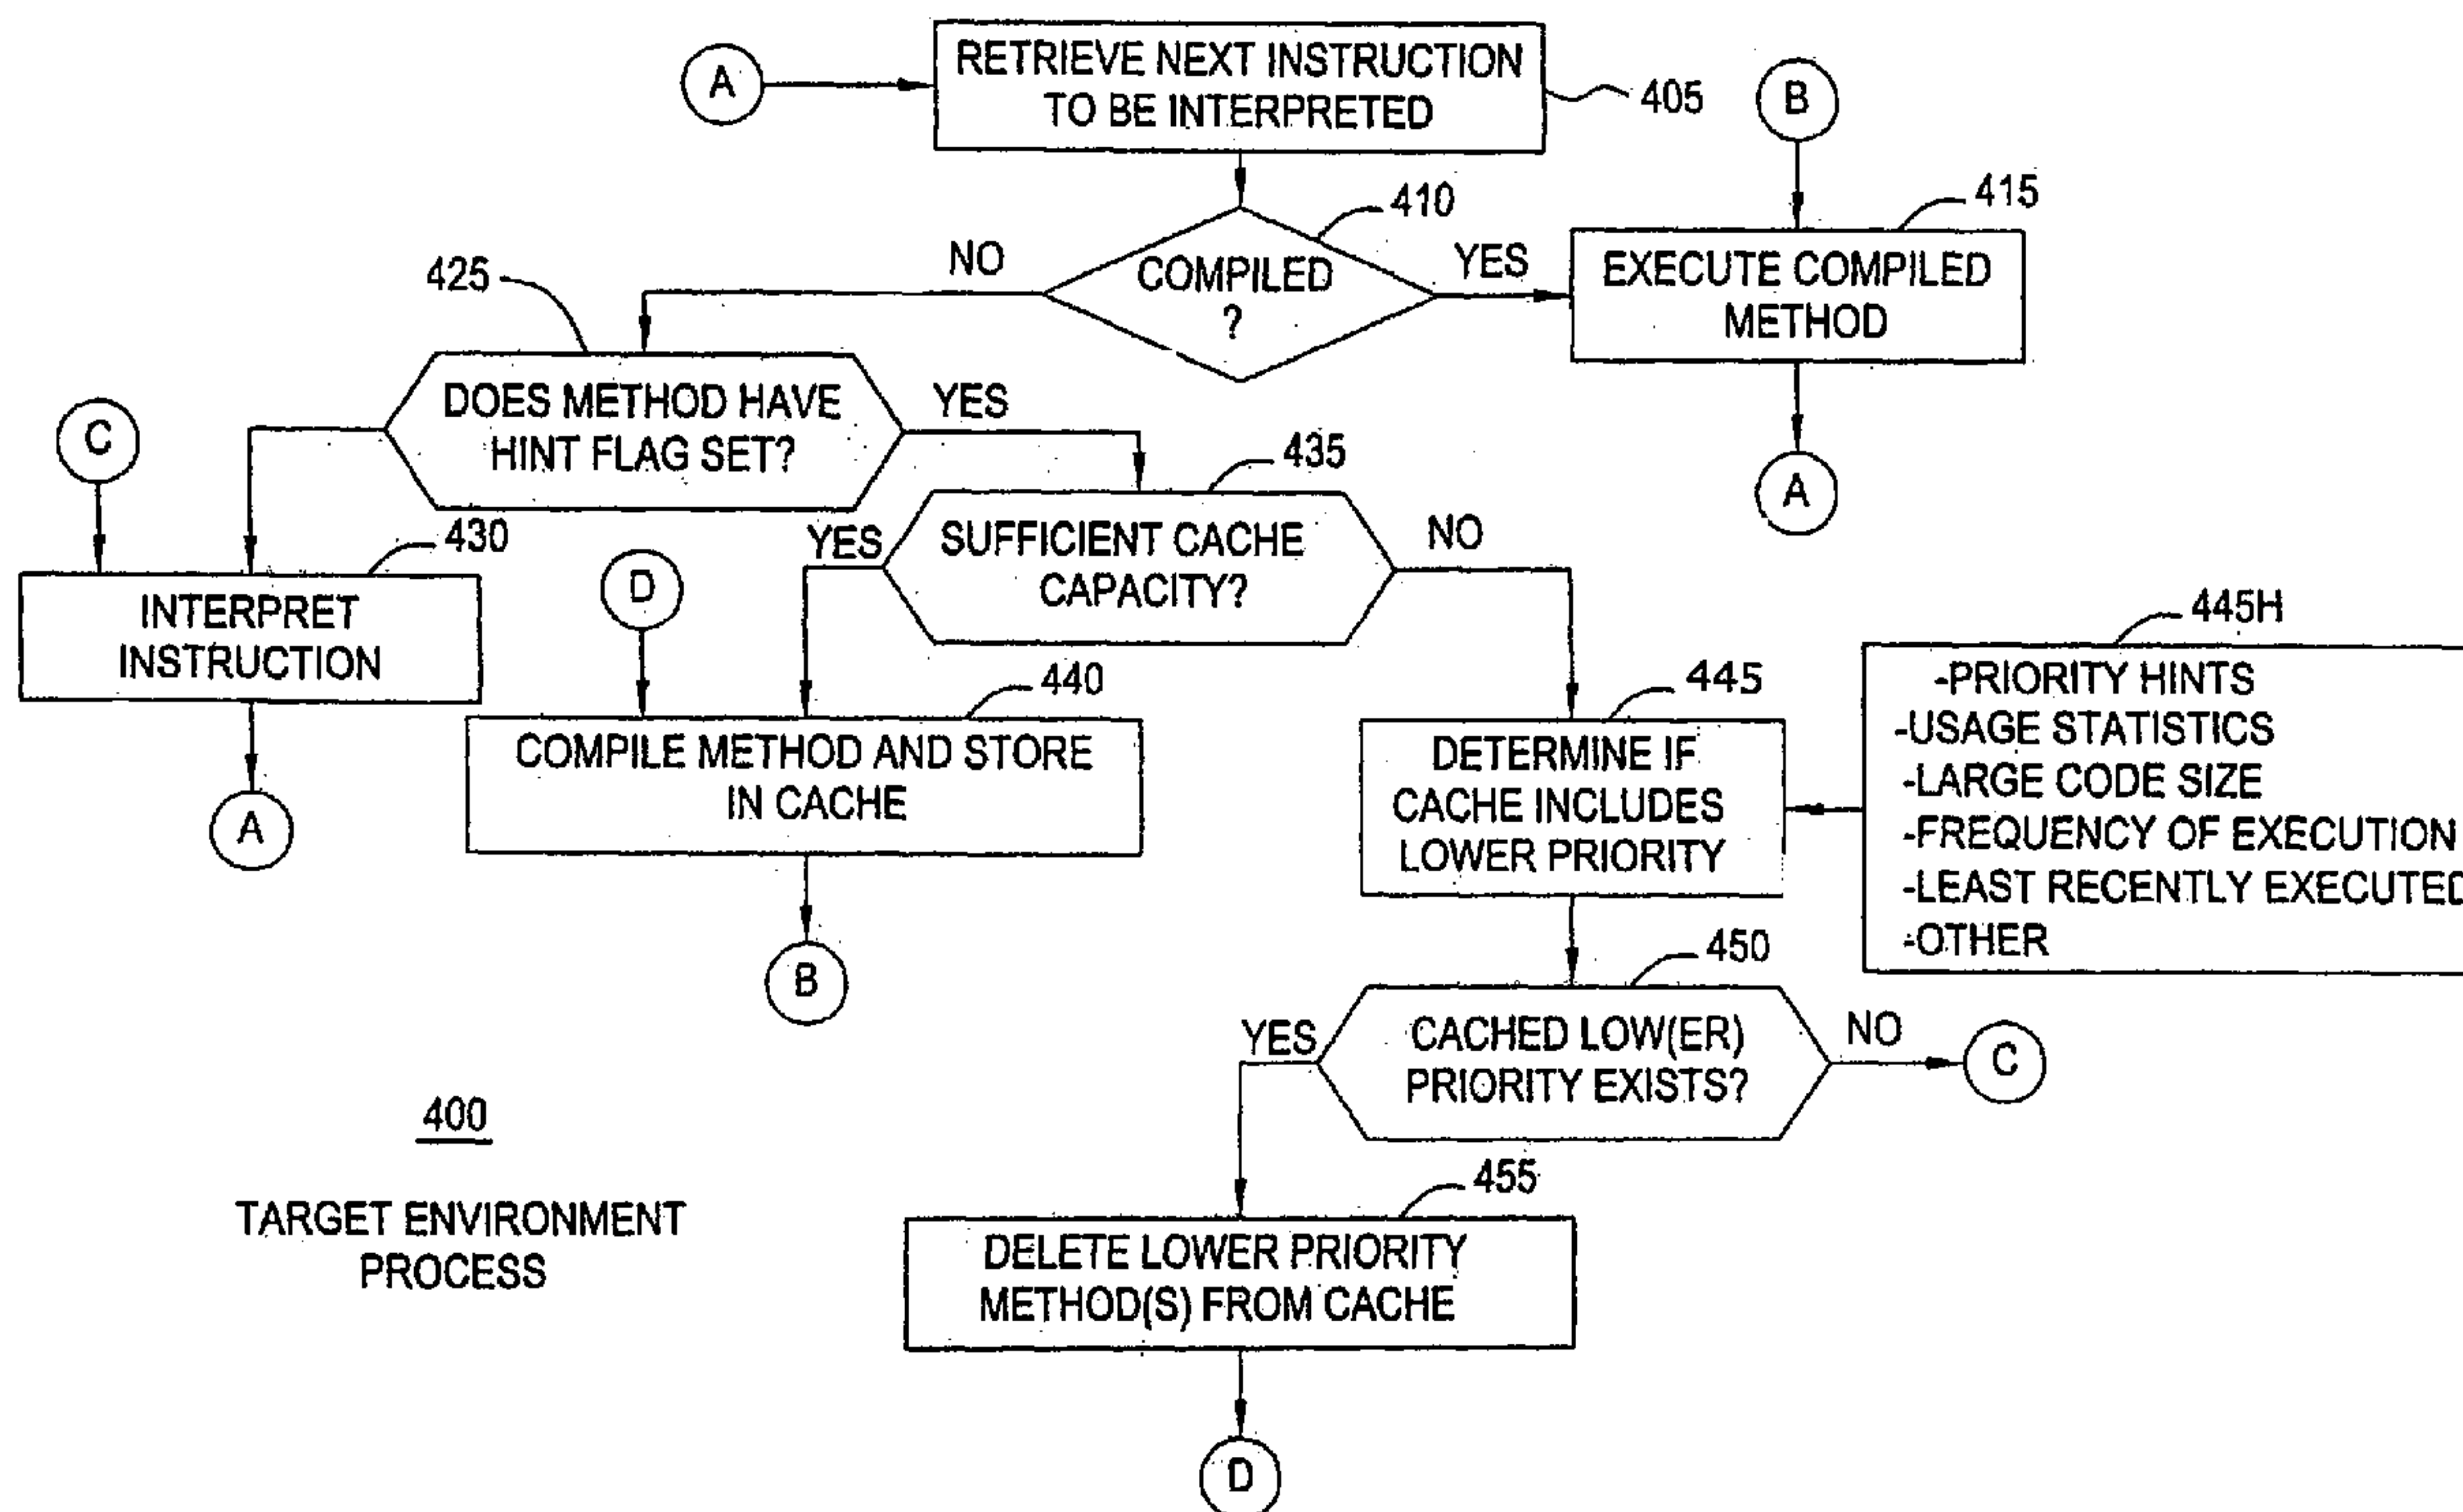 A
RETRIEVE NEXT INSTRUCTION
TO BE INTERPRETED
405
B
410
415
NO
COMPILED
?
YES
EXECUTE COMPILED
METHOD
425
DOES METHOD HAVE
HINT FLAG SET?
YES
C
A
435
430
YES
SUFFICIENT CACHE
CAPACITY?
NO
D
INTERPRET
INSTRUCTION
445H
-PRIORITY HINTS
-USAGE STATISTICS
-LARGE CODE SIZE
-FREQUENCY OF EXECUTION
-LEAST RECENTLY EXECUTED
-OTHER
440
445
COMPILE METHOD AND STORE
IN CACHE
DETERMINE IF
CACHE INCLUDES
LOWER PRIORITY
A
B
450
YES
CACHED LOW(ER)
PRIORITY EXISTS?
NO
C
400
455
TARGET ENVIRONMENT
PROCESS
DELETE LOWER PRIORITY
METHOD(S) FROM CACHE
D